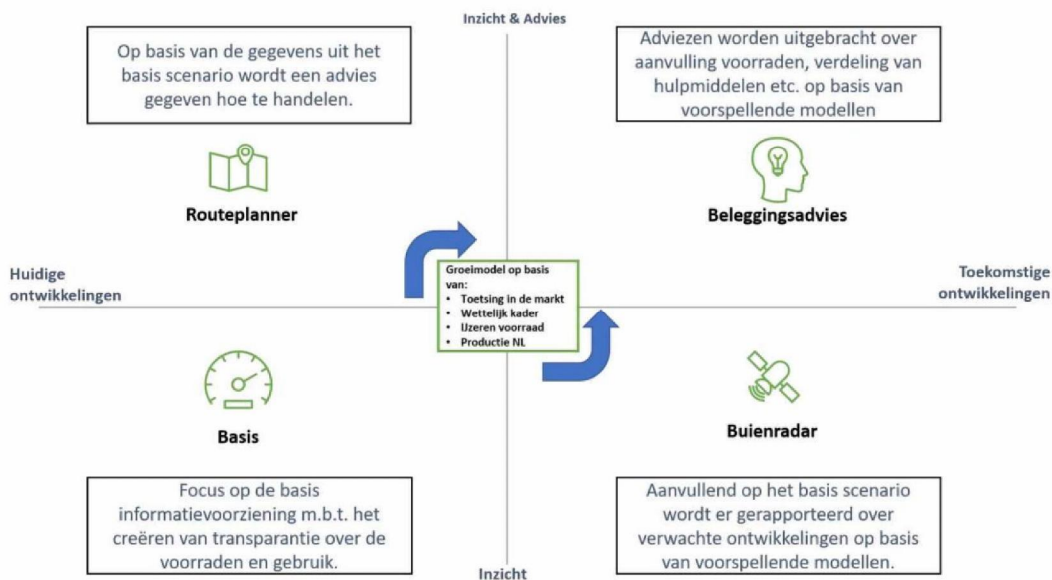 Inzicht & Advies
Op basis van de gegevens uit het
basis scenario wordt een advies
gegeven hoe te handelen.
Routeplanner
Adviezen worden uitgebracht over
aanvulling voorraden, verdeling van
hulpmiddelen etc. op basis van
voorspellende modellen
Beleggingsadvies
Huidige
ontwikkelingen
Groeimodel op basis
van:
• Toetsing in de markt
• Wettelijk kader
• IJzeren voorraad
• Productie NL
Toekomstige
ontwikkelingen
Basis
Focus op de basis
informatievoorziening m.b.t. het
creëren van transparantie over de
voorraden en gebruik.
Buienradar
Aanvullend op het basis scenario
wordt er gerapporteerd over
verwachte ontwikkelingen op basis
van voorspellende modellen.
Inzicht